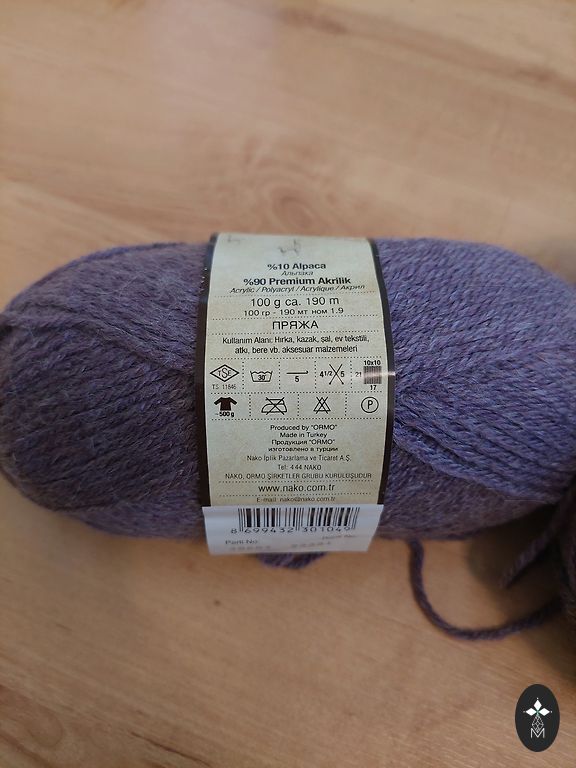 %10 Alpaca
Альпака
%90 Premium Akrilik
Acrylic / Polyacryl / Acrylique / Акрил
100 g ca. 190 m
100 гр - 190 мт ном 1.9
ПРЯЖА
Kullanım Alanı: Hırka, kazak, şal, ev tekstili,
atkı, bere vb. aksesuar malzemeleri
TSE
TS. 11846
30°
5
4 1/2 X 5
10x10
21
17
~500g
P
Produced by "ORMO"
Made in Turkey
Продукция "ORMO"
изготовлено в турции
Nako İplik Pazarlama ve Ticaret A.Ş.
Tel: 444 NAKO
NAKO, ORMO ŞİRKETLER GRUBU KURULUŞUDUR
www.nako.com.tr
E-mail: nako@nako.com.tr
8 699432 301049
Parti No:
M